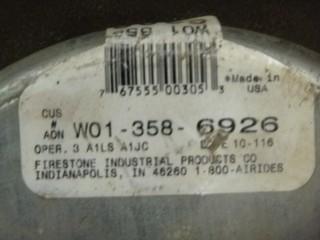 W01 358
7 67555 00305 3
*Made in
USA
CUS
#
AON W01-358-6926
OPER. 3 A1LS A1JC DATE 10-116
FIRESTONE INDUSTRIAL PRODUCTS CO
INDIANAPOLIS, IN 46260 1-800-AIRIDES